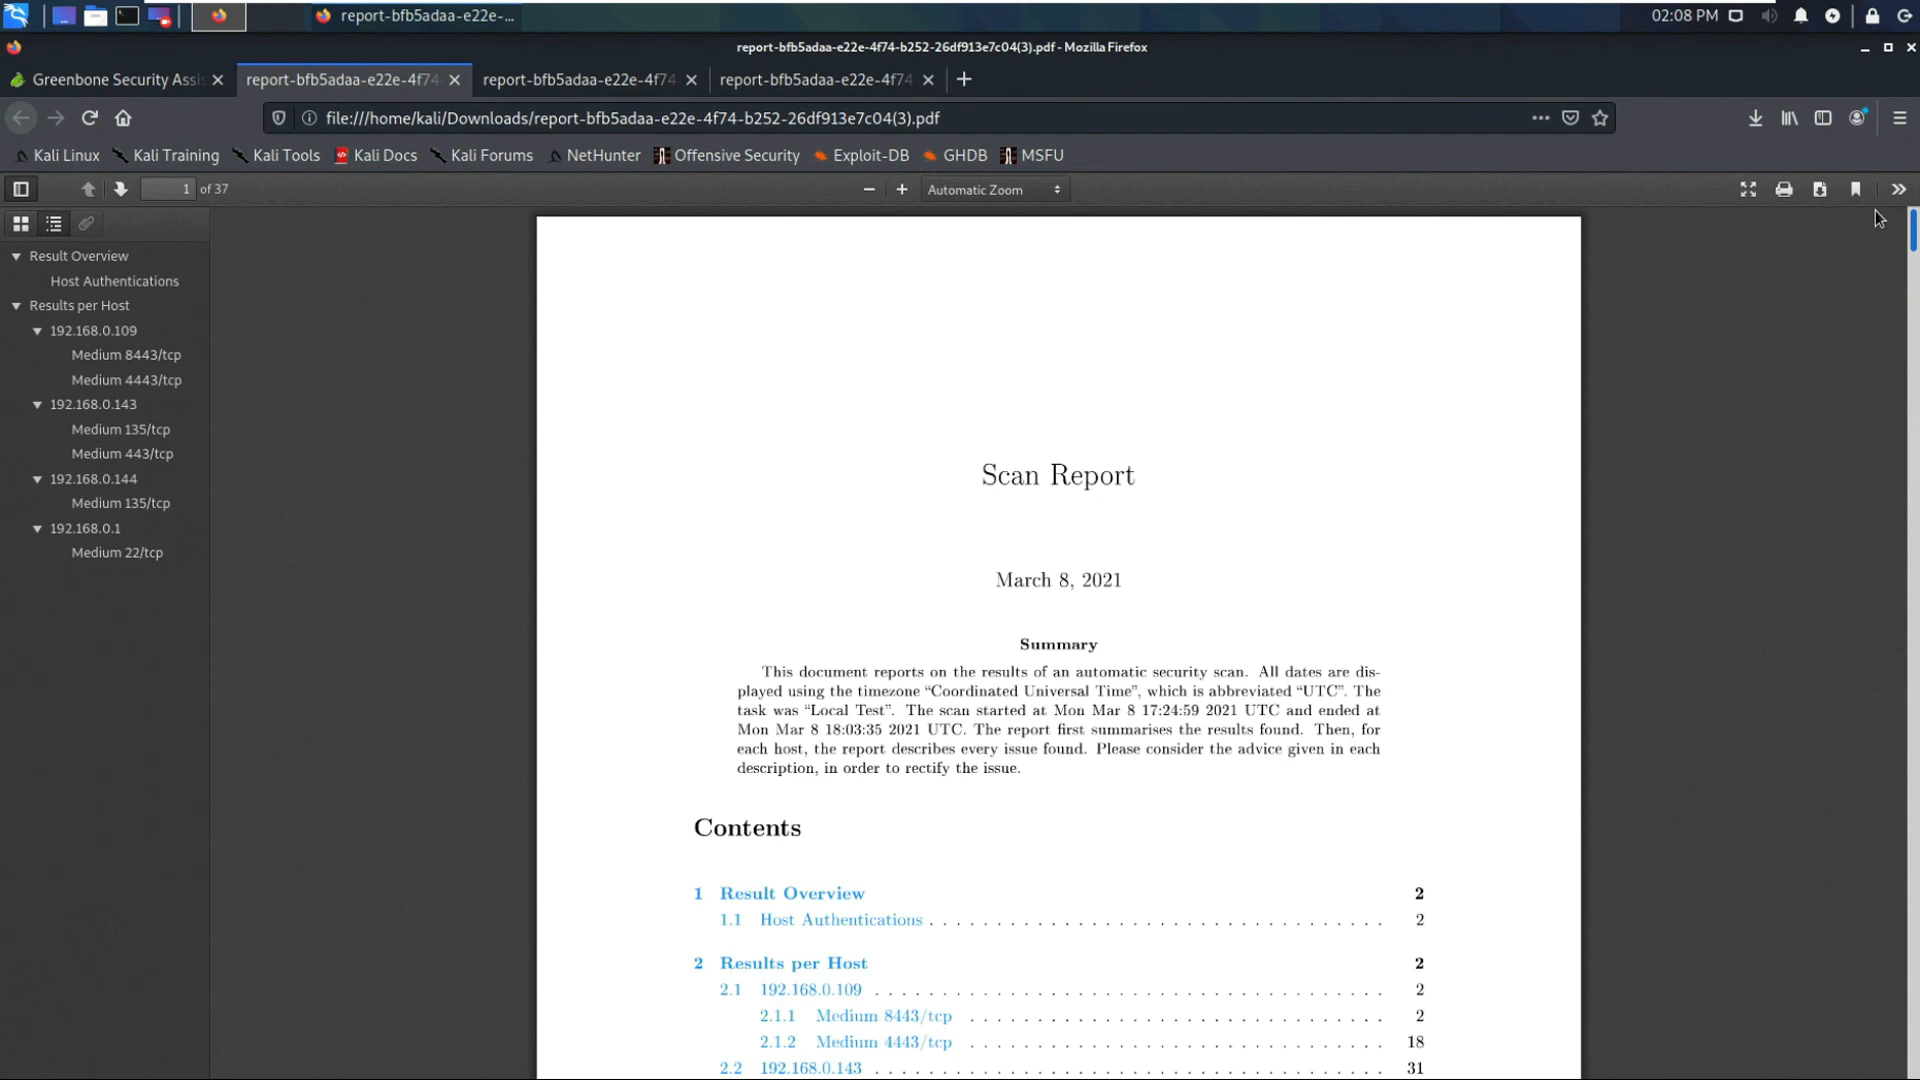 report-bfb5adaa-e22e-...
02:08 PM
report-bfb5adaa-e22e-4f74-b252-26df913e7c04(3).pdf - Mozilla Firefox
Greenbone Security Assis
report-bfb5adaa-e22e-4f74
report-bfb5adaa-e22e-4f74
report-bfb5adaa-e22e-4f74
file:///home/kali/Downloads/report-bfb5adaa-e22e-4f74-b252-26df913e7c04(3).pdf
Kali Linux Kali Training Kali Tools Kali Docs Kali Forums NetHunter Offensive Security Exploit-DB GHDB MSFU
1 of 37
Automatic Zoom
Result Overview
Host Authentications
Results per Host
192.168.0.109
Medium 8443/tcp
Medium 4443/tcp
192.168.0.143
Medium 135/tcp
Medium 443/tcp
192.168.0.144
Medium 135/tcp
192.168.0.1
Medium 22/tcp
Scan Report
March 8, 2021
Summary
This document reports on the results of an automatic security scan. All dates are dis-
played using the timezone “Coordinated Universal Time”, which is abbreviated “UTC”. The
task was “Local Test”. The scan started at Mon Mar 8 17:24:59 2021 UTC and ended at
Mon Mar 8 18:03:35 2021 UTC. The report first summarises the results found. Then, for
each host, the report describes every issue found. Please consider the advice given in each
description, in order to rectify the issue.
Contents
1 Result Overview 2
1.1 Host Authentications . . . . . . . . . . . . . . . . . . . . . . . . . . . . . . . . . . 2
2 Results per Host 2
2.1 192.168.0.109 . . . . . . . . . . . . . . . . . . . . . . . . . . . . . . . . . . . . . . 2
2.1.1 Medium 8443/tcp . . . . . . . . . . . . . . . . . . . . . . . . . . . . . . . 2
2.1.2 Medium 4443/tcp . . . . . . . . . . . . . . . . . . . . . . . . . . . . . . . 18
2.2 192.168.0.143 . . . . . . . . . . . . . . . . . . . . . . . . . . . . . . . . . . . . . . 31